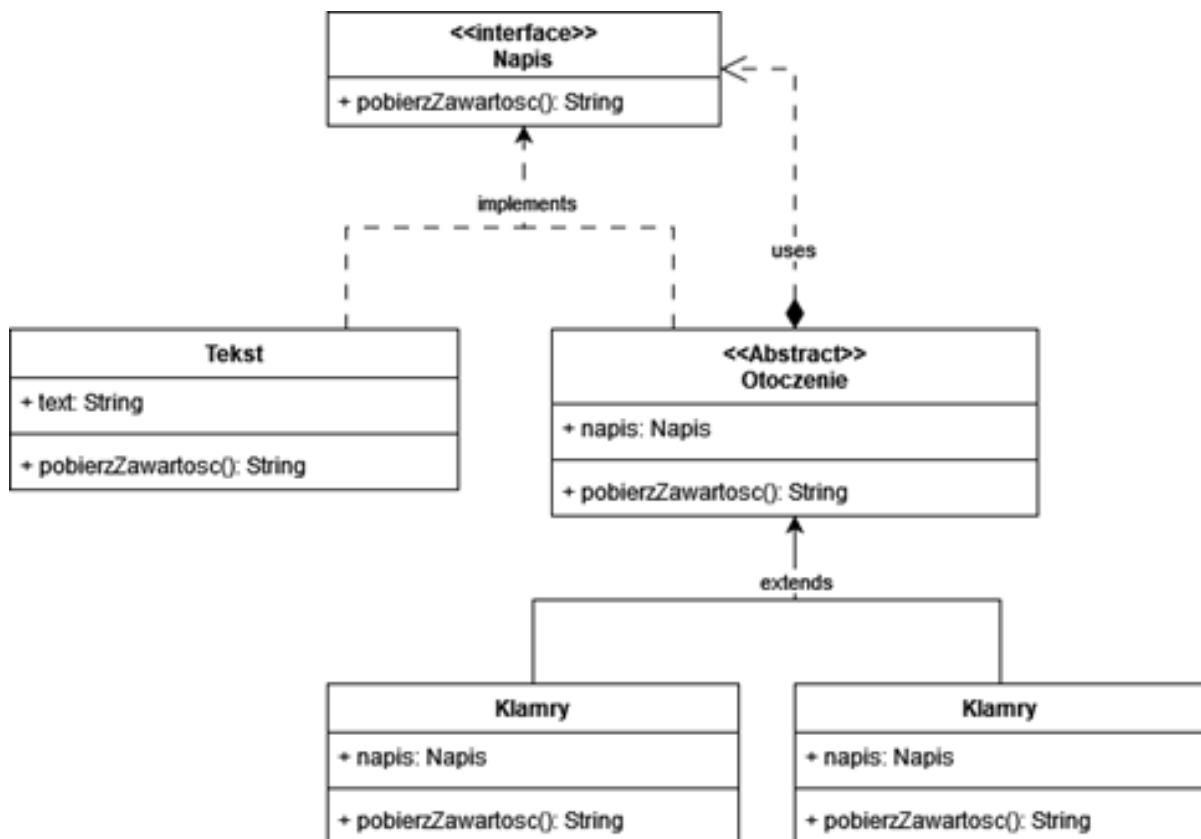 <<interface>>
Napis
+ pobierzZawartosc(): String
implements
uses
Tekst
+ text: String
+ pobierzZawartosc(): String
<<Abstract>>
Otoczenie
+ napis: Napis
+ pobierzZawartosc(): String
extends
Klamry
+ napis: Napis
+ pobierzZawartosc(): String
Klamry
+ napis: Napis
+ pobierzZawartosc(): String